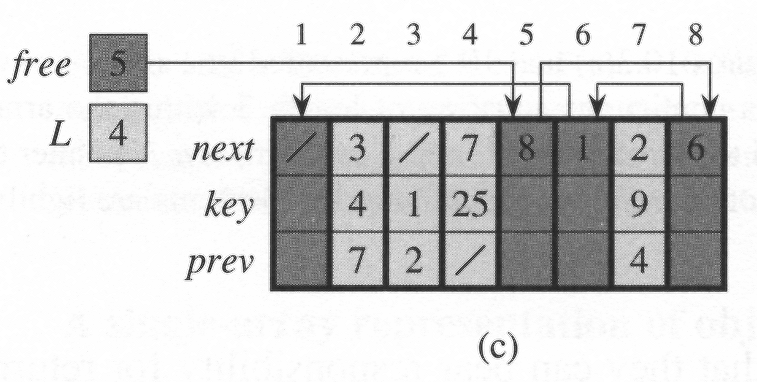 1 2 3 4 5 6 7 8
free 5
L 4
next / 3 / 7 8 1 2 6
key 4 1 25 9
prev 7 2 / 4
(c)